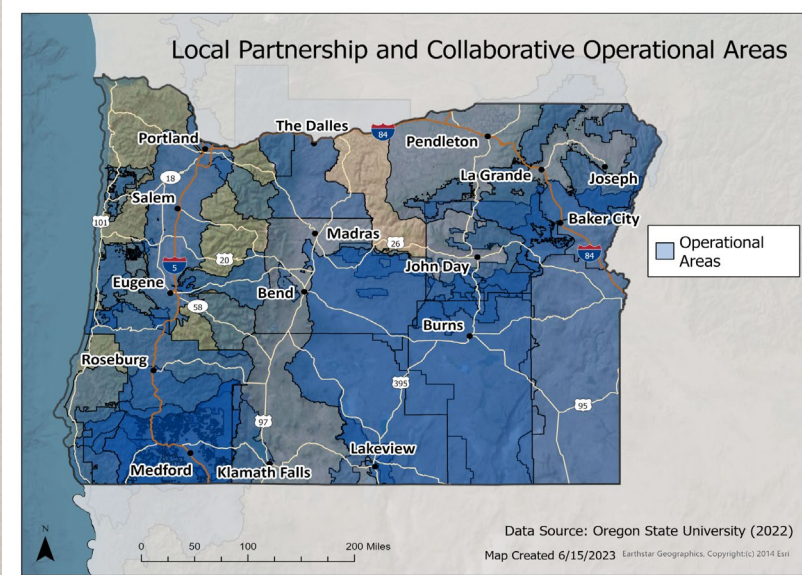 Local Partnership and Collaborative Operational Areas
The Dalles
84
Portland
Pendleton
La Grande
Joseph
18
Salem
101
Baker City
Madras
26
20
84
5
John Day
Eugene
Bend
58
Burns
Roseburg
395
95
97
Lakeview
Medford
Klamath Falls
Operational
Areas
N
0 50 100 200 Miles
Data Source: Oregon State University (2022)
Map Created 6/15/2023 Earthstar Geographics, Copyright:(c) 2014 Esri